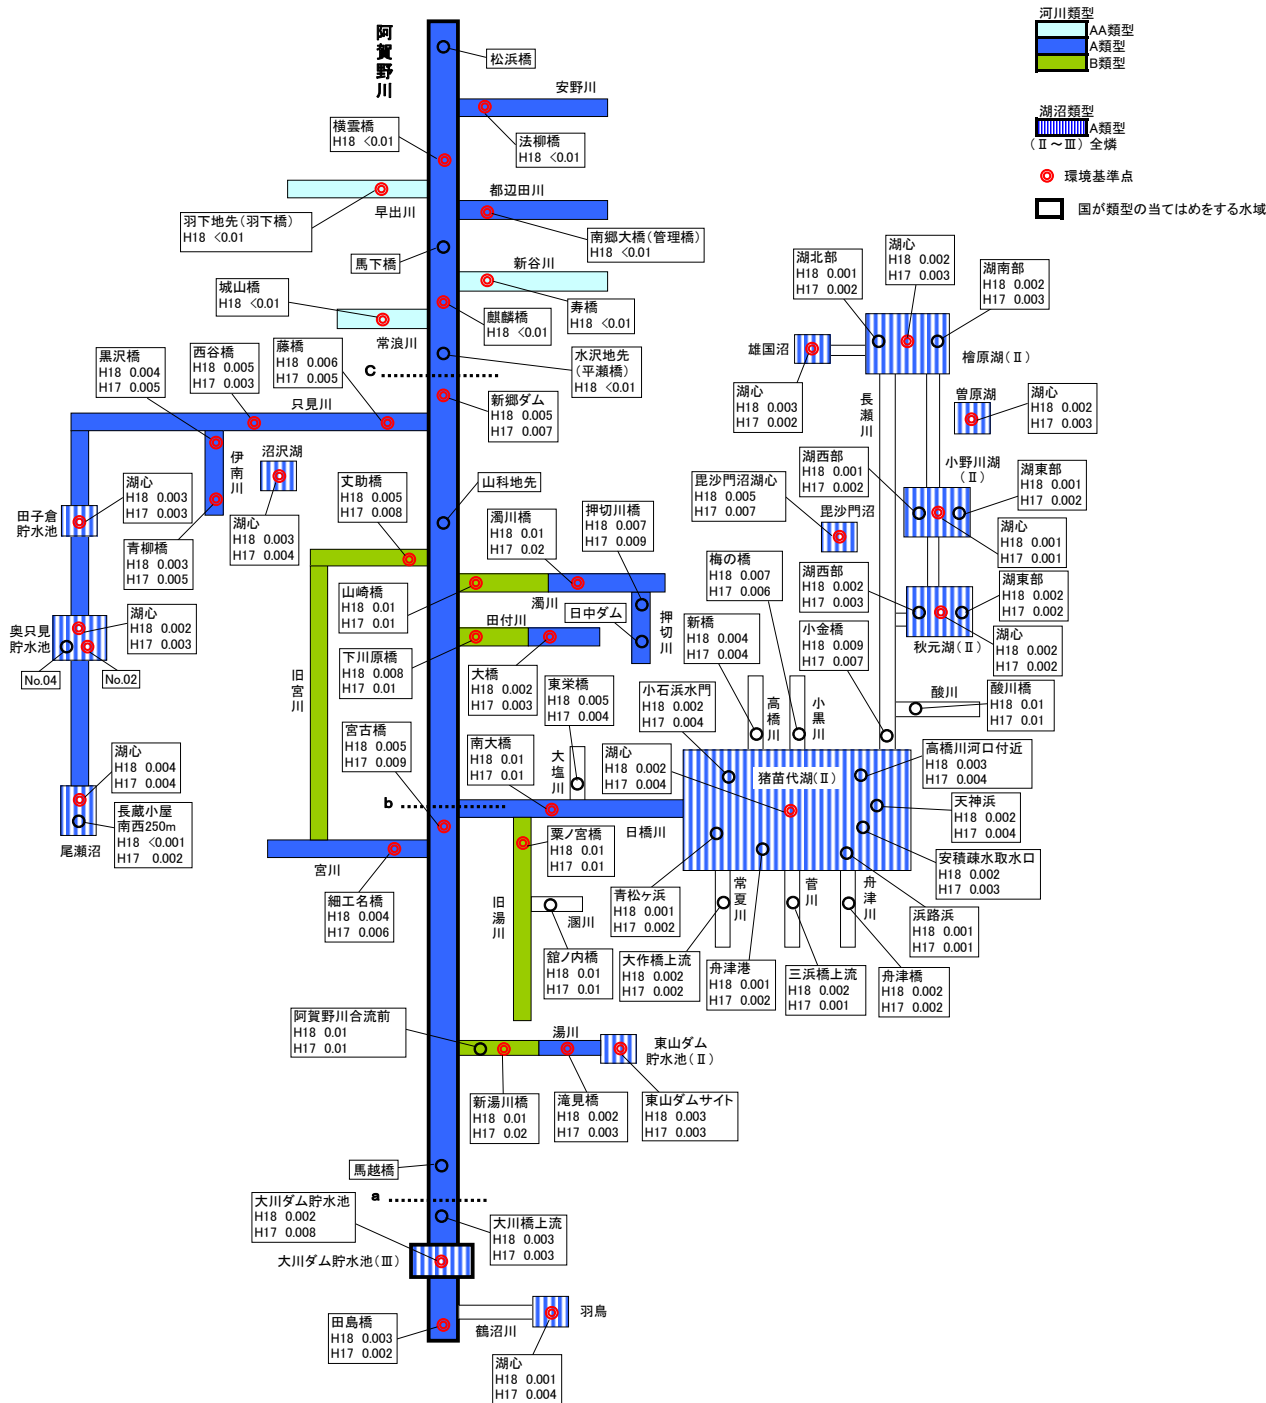 阿賀野川
河川類型
AA類型
A類型
B類型
湖沼類型
A類型
(Ⅱ～Ⅲ) 全燐
環境基準点
国が類型の当てはめをする水域
松浜橋
安野川
法柳橋
H18 <0.01
横雲橋
H18 <0.01
早出川
羽下地先(羽下橋)
H18 <0.01
都辺田川
南郷大橋(管理橋)
H18 <0.01
馬下橋
新谷川
寿橋
H18 <0.01
城山橋
H18 <0.01
常浪川
麒麟橋
H18 <0.01
水沢地先
(平瀬橋)
H18 <0.01
c
新郷ダム
H18 0.005
H17 0.007
黒沢橋
H18 0.004
H17 0.005
西谷橋
H18 0.005
H17 0.003
藤橋
H18 0.006
H17 0.005
只見川
伊南川
沼沢湖
湖心
H18 0.003
H17 0.004
青柳橋
H18 0.003
H17 0.005
田子倉
貯水池
湖心
H18 0.003
H17 0.003
奥只見
貯水池
湖心
H18 0.002
H17 0.003
No.04
No.02
湖心
H18 0.004
H17 0.004
長蔵小屋
南西250m
H18 <0.001
H17 0.002
尾瀬沼
丈助橋
H18 0.005
H17 0.008
山科地先
旧宮川
濁川橋
H18 0.01
H17 0.02
押切川橋
H18 0.007
H17 0.009
山崎橋
H18 0.01
H17 0.01
濁川
日中ダム
押切川
田付川
下川原橋
H18 0.008
H17 0.01
大橋
H18 0.002
H17 0.003
宮古橋
H18 0.005
H17 0.009
b
南大橋
H18 0.01
H17 0.01
東栄橋
H18 0.005
H17 0.004
大塩川
日橋川
宮川
細工名橋
H18 0.004
H17 0.006
粟ノ宮橋
H18 0.01
H17 0.01
旧湯川
溷川
舘ノ内橋
H18 0.01
H17 0.01
阿賀野川合流前
H18 0.01
H17 0.01
湯川
東山ダム
貯水池(Ⅱ)
新湯川橋
H18 0.01
H17 0.02
滝見橋
H18 0.002
H17 0.003
東山ダムサイト
H18 0.003
H17 0.003
馬越橋
a
大川ダム貯水池
H18 0.002
H17 0.008
大川橋上流
H18 0.003
H17 0.003
大川ダム貯水池(Ⅲ)
田島橋
H18 0.003
H17 0.002
鶴沼川
羽鳥
湖心
H18 0.001
H17 0.004
湖北部
H18 0.001
H17 0.002
湖心
H18 0.002
H17 0.003
湖南部
H18 0.002
H17 0.003
雄国沼
湖心
H18 0.003
H17 0.002
檜原湖(Ⅱ)
長瀬川
曽原湖
湖心
H18 0.002
H17 0.003
毘沙門沼湖心
H18 0.005
H17 0.007
毘沙門沼
湖西部
H18 0.001
H17 0.002
小野川湖
(Ⅱ)
湖東部
H18 0.001
H17 0.002
湖心
H18 0.001
H17 0.001
湖西部
H18 0.002
H17 0.003
湖東部
H18 0.002
H17 0.002
秋元湖(Ⅱ)
湖心
H18 0.002
H17 0.002
梅の橋
H18 0.007
H17 0.006
新橋
H18 0.004
H17 0.004
小金橋
H18 0.009
H17 0.007
酸川
酸川橋
H18 0.01
H17 0.01
小石浜水門
H18 0.002
H17 0.004
高橋川
小黒川
湖心
H18 0.002
H17 0.004
猪苗代湖(Ⅱ)
高橋川河口付近
H18 0.003
H17 0.004
天神浜
H18 0.002
H17 0.004
安積疎水取水口
H18 0.002
H17 0.003
浜路浜
H18 0.001
H17 0.001
青松ヶ浜
H18 0.001
H17 0.002
常夏川
菅川
舟津川
大作橋上流
H18 0.002
H17 0.002
舟津港
H18 0.001
H17 0.002
三浜橋上流
H18 0.002
H17 0.001
舟津橋
H18 0.002
H17 0.002